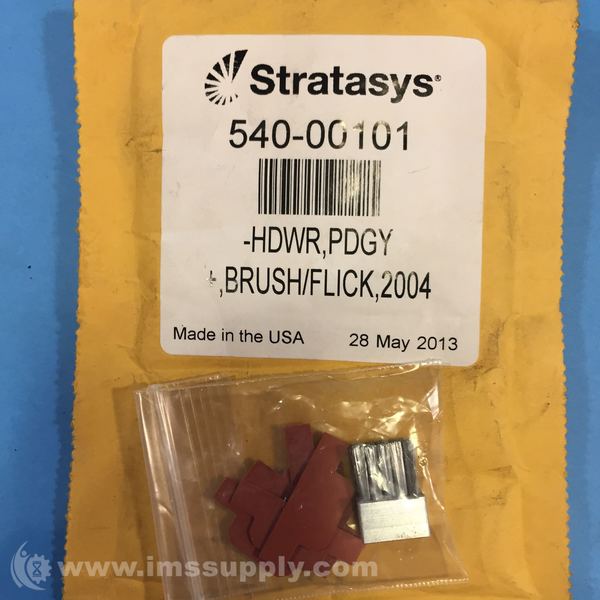 Stratasys®
540-00101
-HDWR,PDGY
,BRUSH/FLICK,2004
Made in the USA 28 May 2013
www.imssupply.com